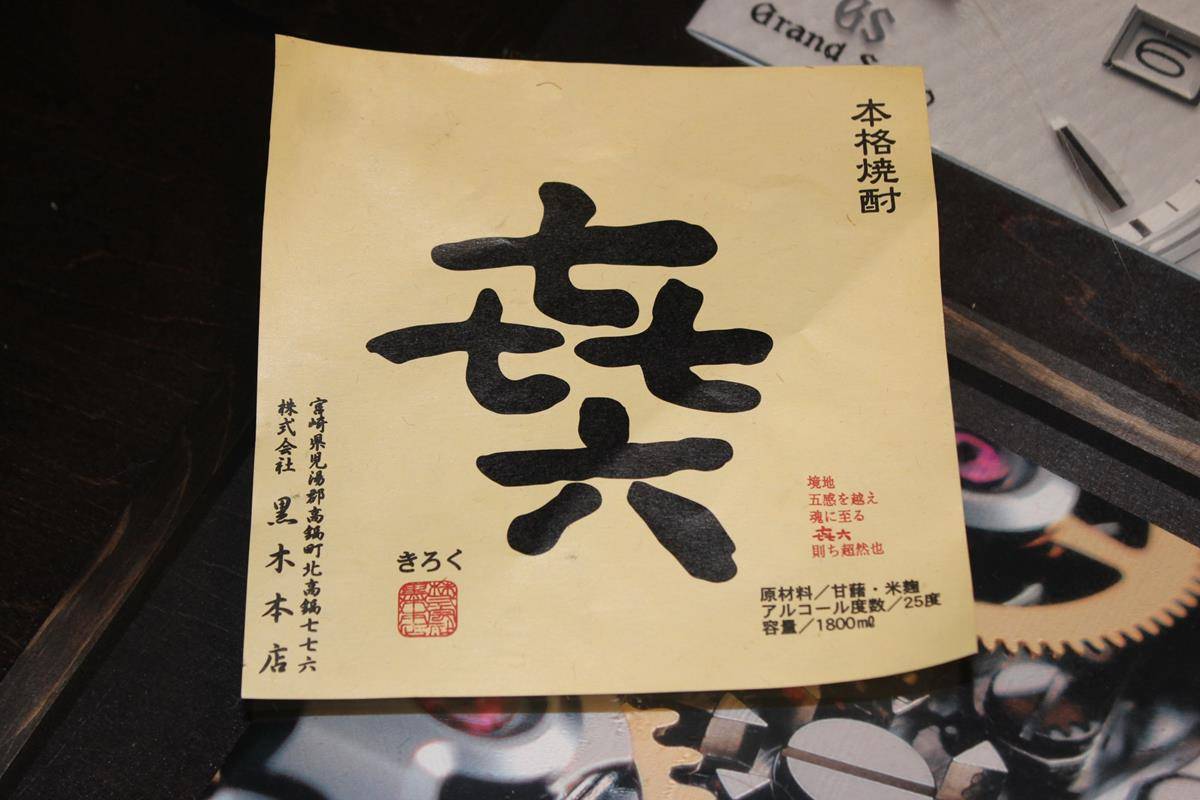 GS
Grand S
6
本格焼酎
㐂六
境地
五感を越え
魂に至る
㐂六
則ち超然也
原材料/甘藷・米麹
アルコール度数/25度
容量/1800㎖
きろく
宮崎県児湯郡高鍋町北高鍋七七六
株式会社 黒木本店